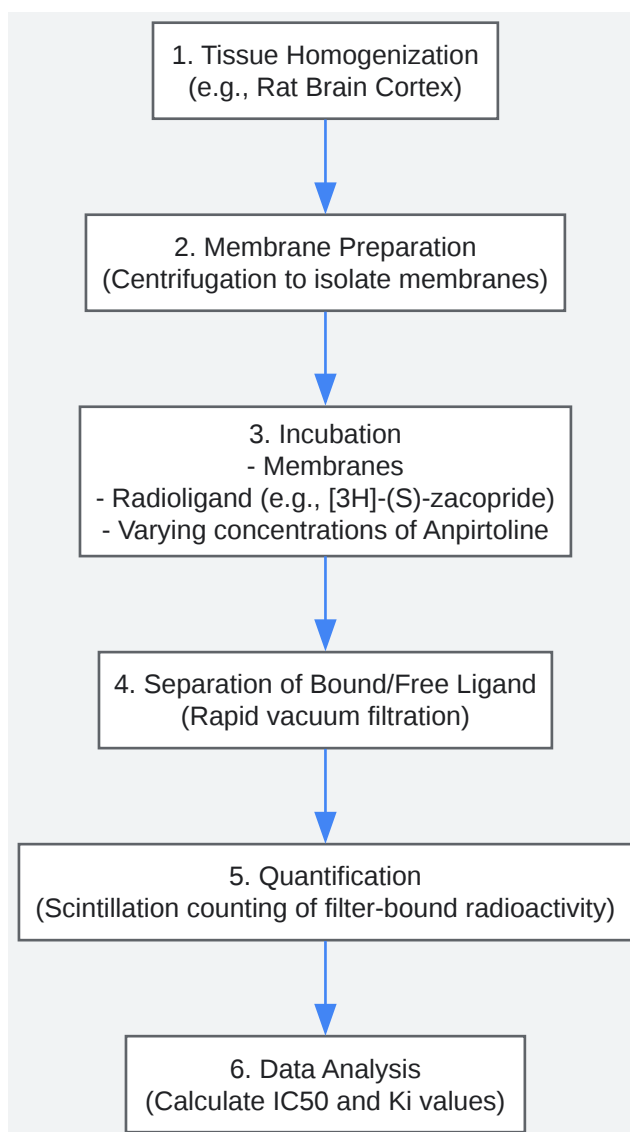 1. Tissue Homogenization
(e.g., Rat Brain Cortex)
2. Membrane Preparation
(Centrifugation to isolate membranes)
3. Incubation
- Membranes
- Radioligand (e.g., [3H]-(S)-zacopride)
- Varying concentrations of Anpirtoline
4. Separation of Bound/Free Ligand
(Rapid vacuum filtration)
5. Quantification
(Scintillation counting of filter-bound radioactivity)
6. Data Analysis
(Calculate IC50 and Ki values)